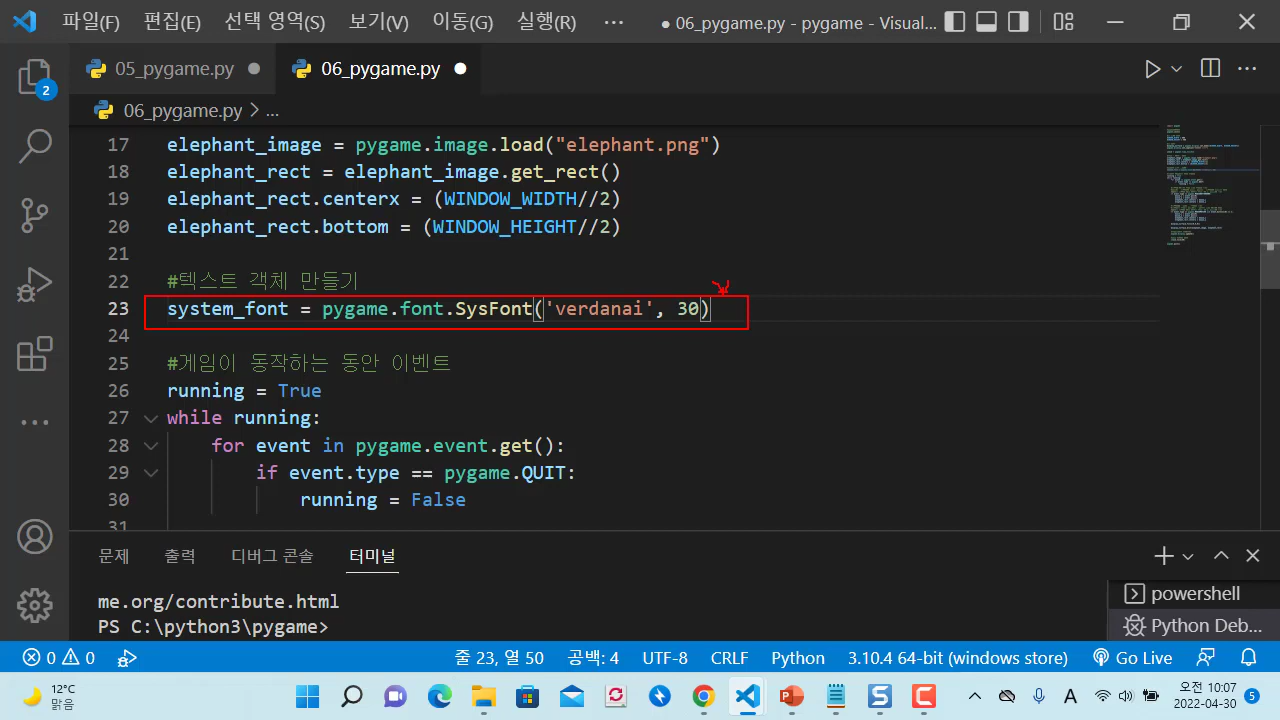 파일(F) 편집(E) 선택 영역(S) 보기(V) 이동(G) 실행(R) ··· ● 06_pygame.py - pygame - Visual...
05_pygame.py ● 06_pygame.py ●
06_pygame.py > ...
17 elephant_image = pygame.image.load("elephant.png")
18 elephant_rect = elephant_image.get_rect()
19 elephant_rect.centerx = (WINDOW_WIDTH//2)
20 elephant_rect.bottom = (WINDOW_HEIGHT//2)
21
22 #텍스트 객체 만들기
23 system_font = pygame.font.SysFont('verdanai', 30)
24
25 #게임이 동작하는 동안 이벤트
26 running = True
27 while running:
28 for event in pygame.event.get():
29 if event.type == pygame.QUIT:
30 running = False
31
2
문제 출력 디버그 콘솔 터미널
me.org/contribute.html
PS C:\python3\pygame>
powershell
Python Deb...
0 0 줄 23, 열 50 공백: 4 UTF-8 CRLF Python 3.10.4 64-bit (windows store) Go Live
12°C
맑음
A
오전 10:07
2022-04-30
5